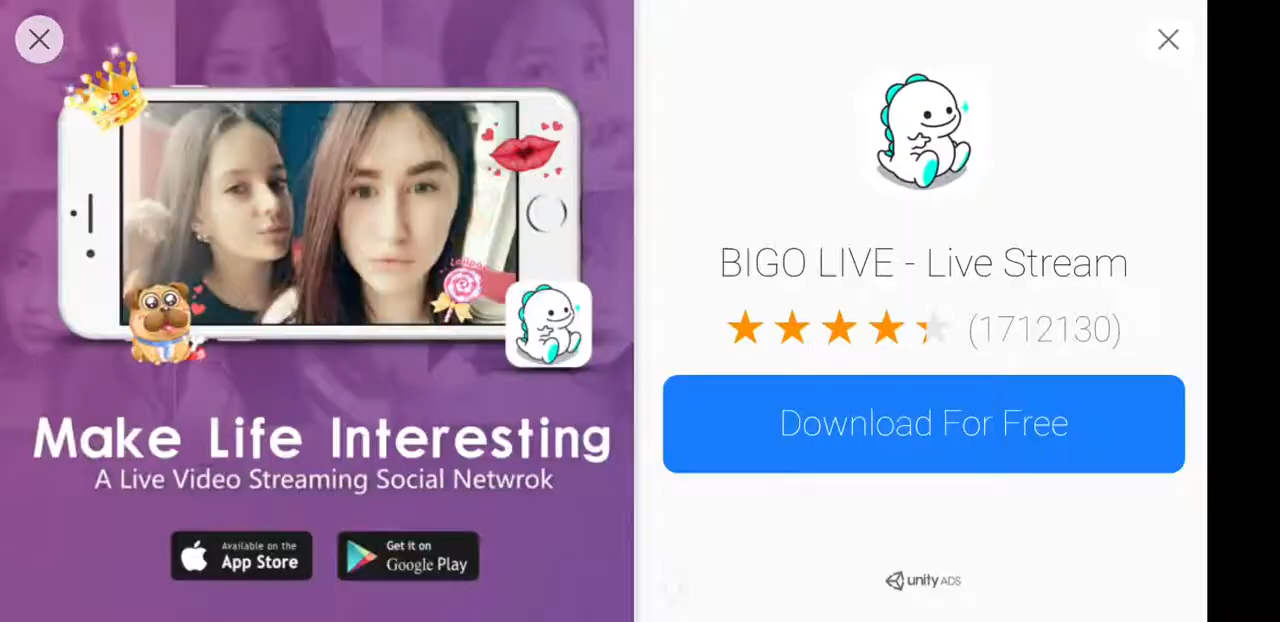 Lollipop
Make Life Interesting
A Live Video Streaming Social Netwrok
Available on the
App Store
Get it on
Google Play
BIGO LIVE - Live Stream
(1712130)
Download For Free
unity ADS